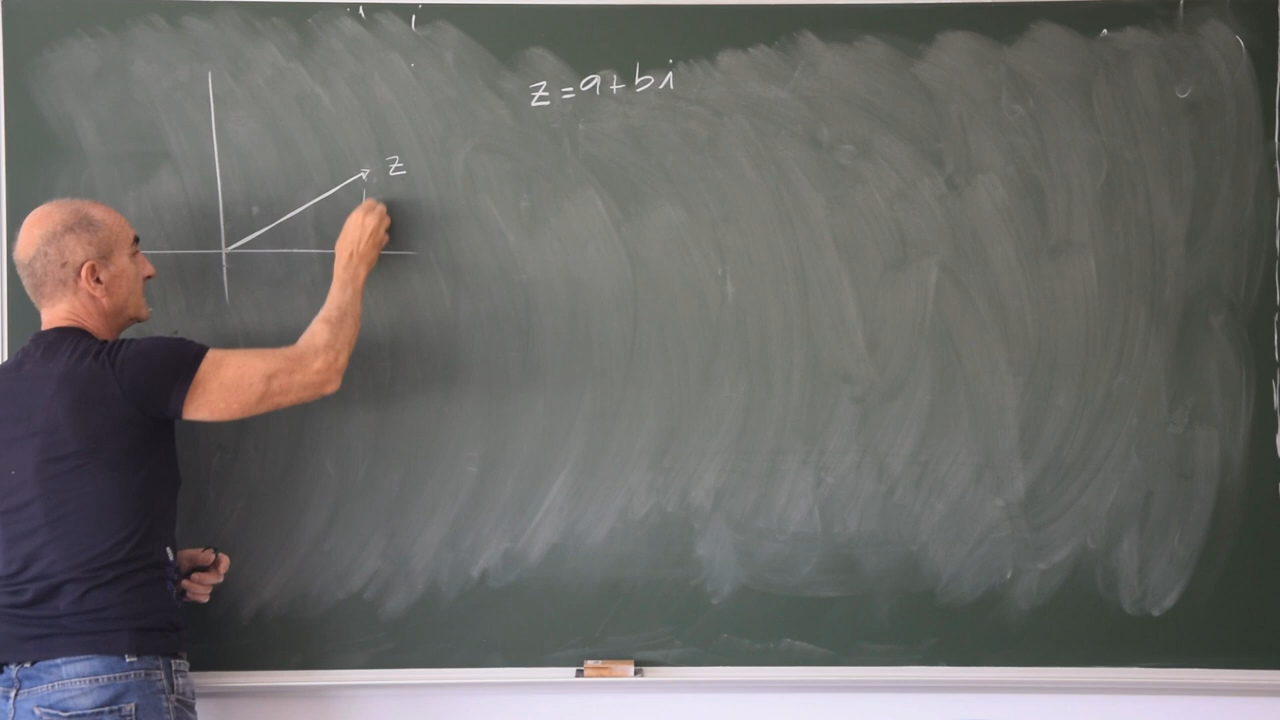 z = a + bi
z